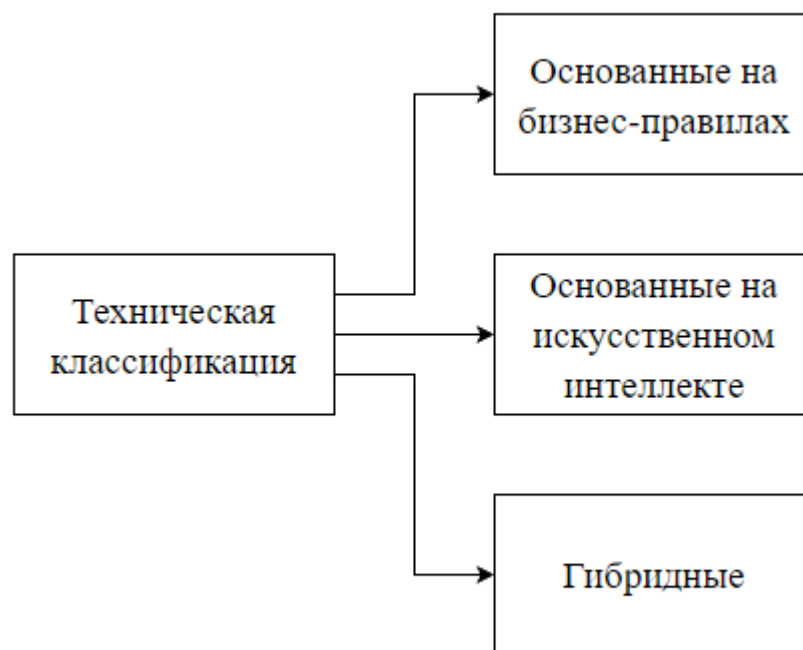 Основанные на
бизнес-правилах
Техническая
классификация
Основанные на
искусственном
интеллекте
Гибридные